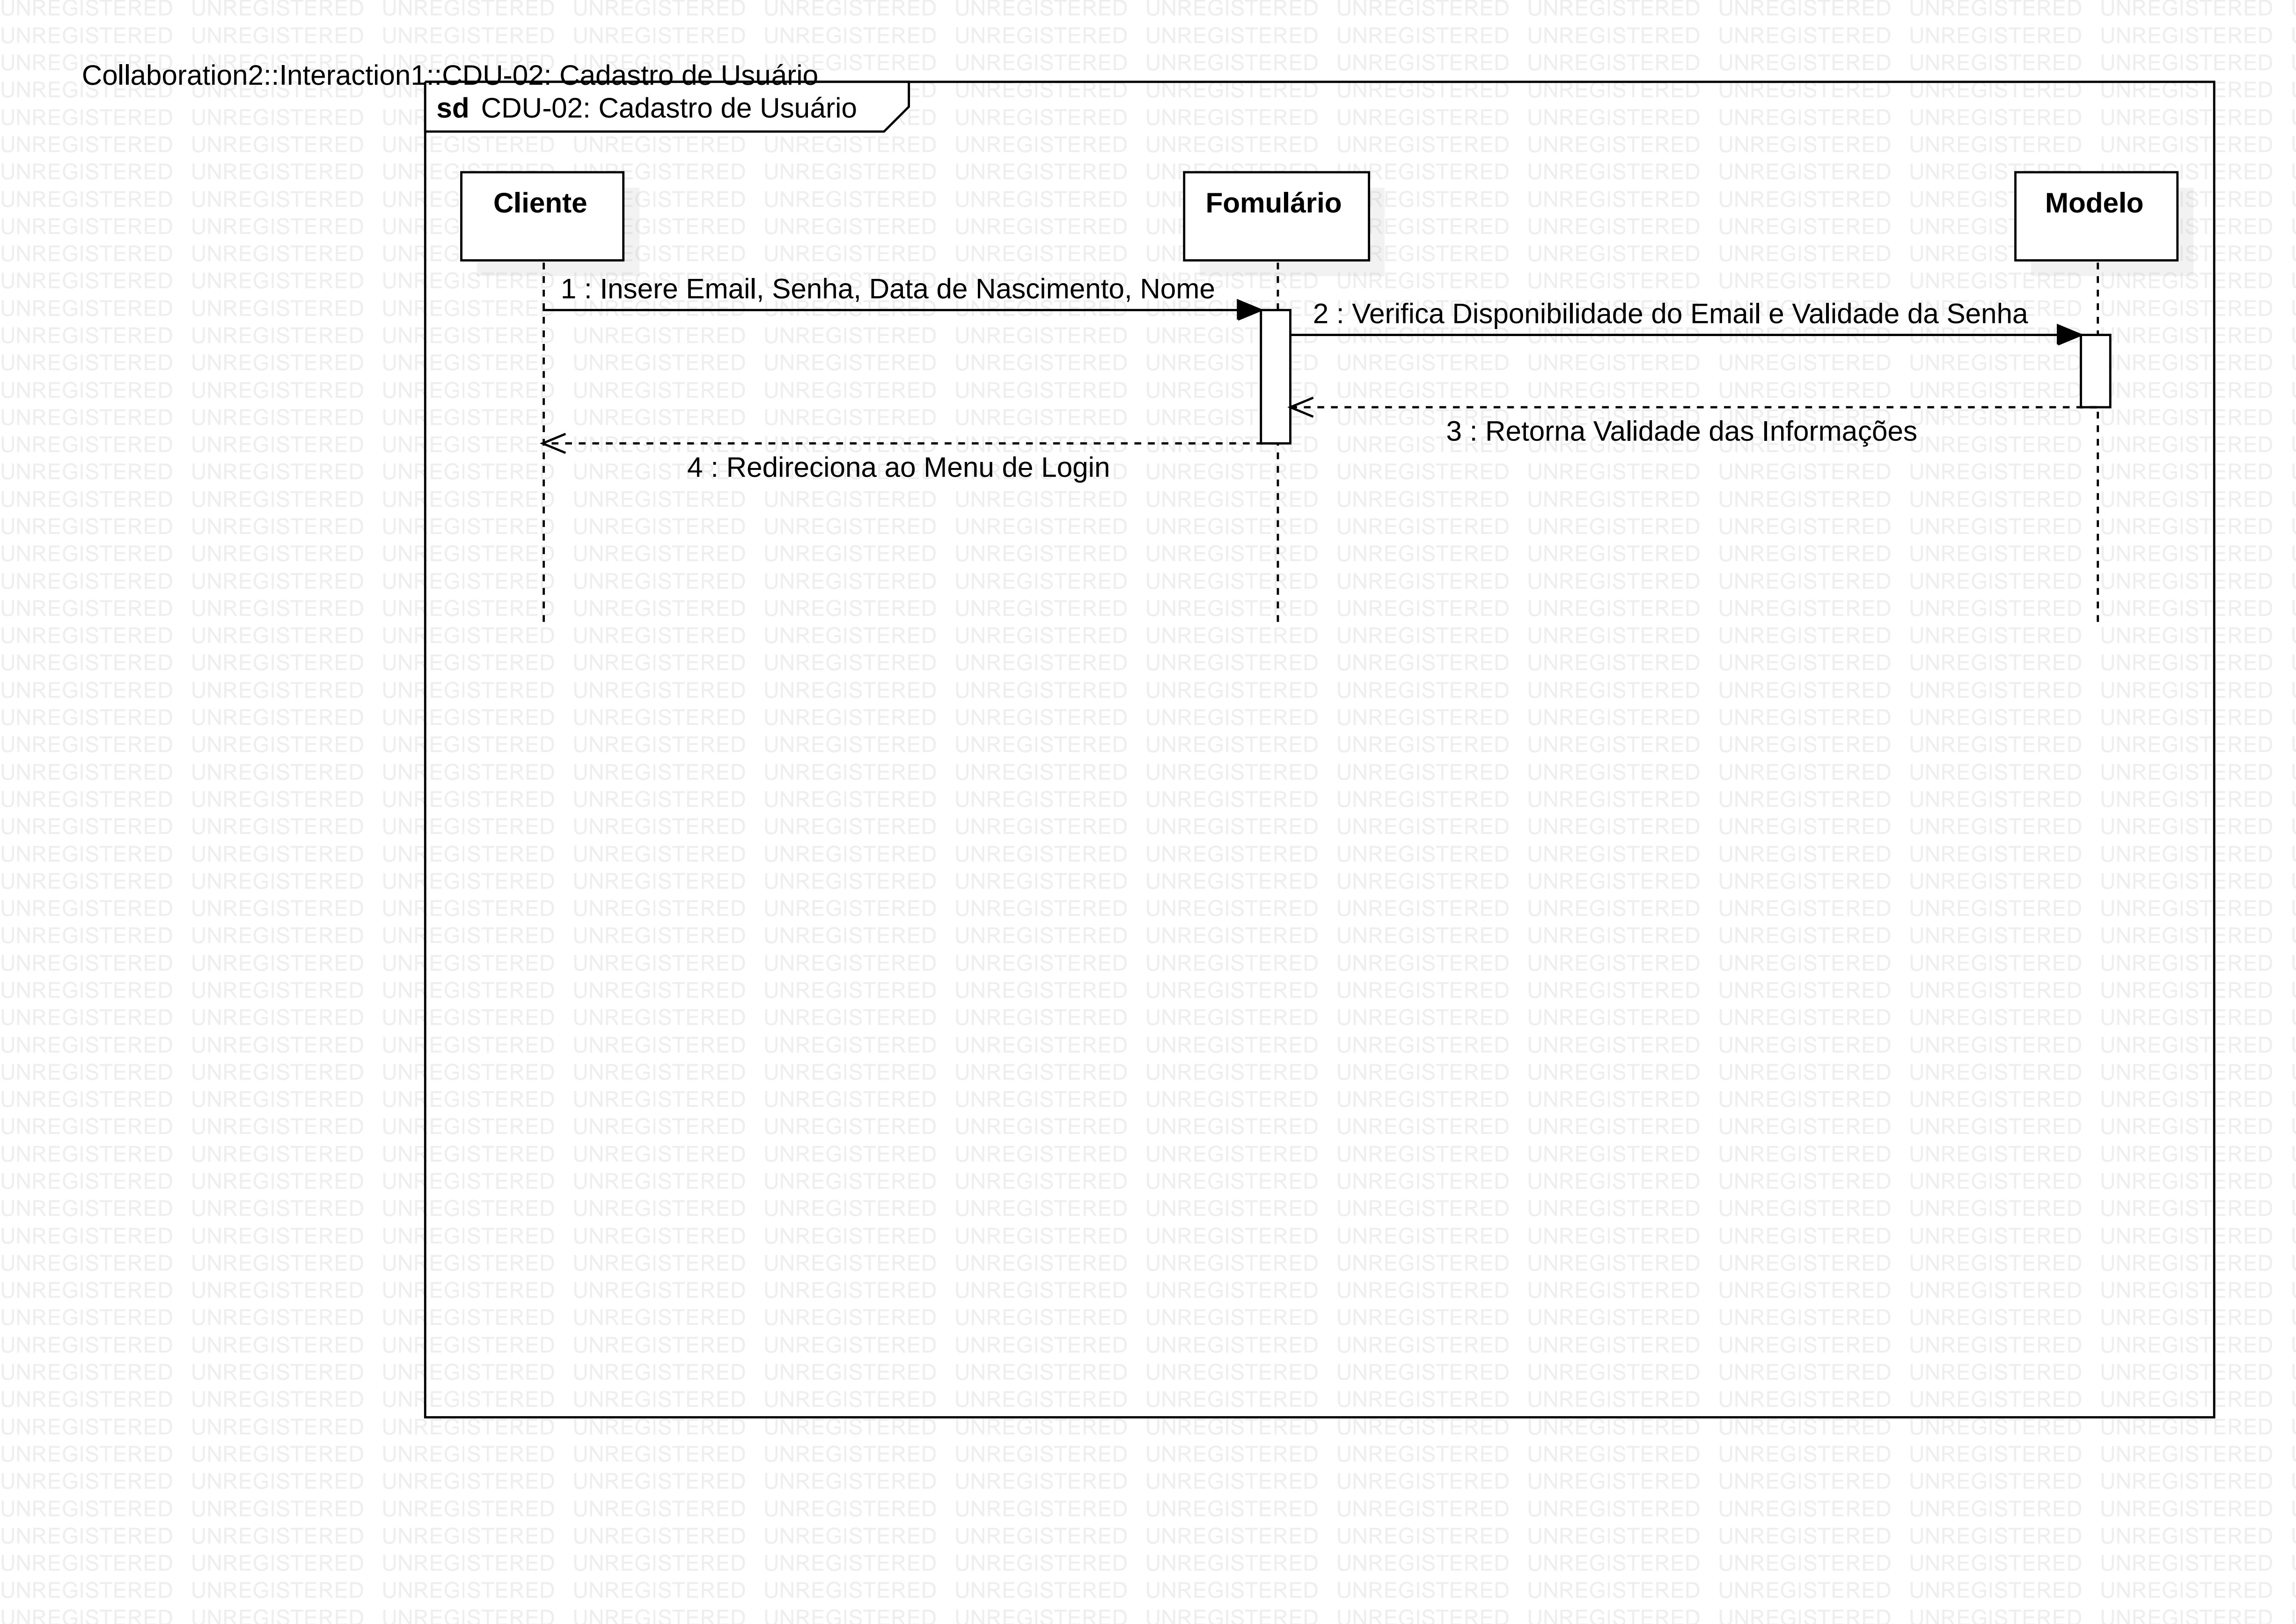 Collaboration2::Interaction1::CDU-02: Cadastro de Usuário
sd CDU-02: Cadastro de Usuário
Cliente
Fomulário
Modelo
1 : Insere Email, Senha, Data de Nascimento, Nome
2 : Verifica Disponibilidade do Email e Validade da Senha
3 : Retorna Validade das Informações
4 : Redireciona ao Menu de Login
UNREGISTERED